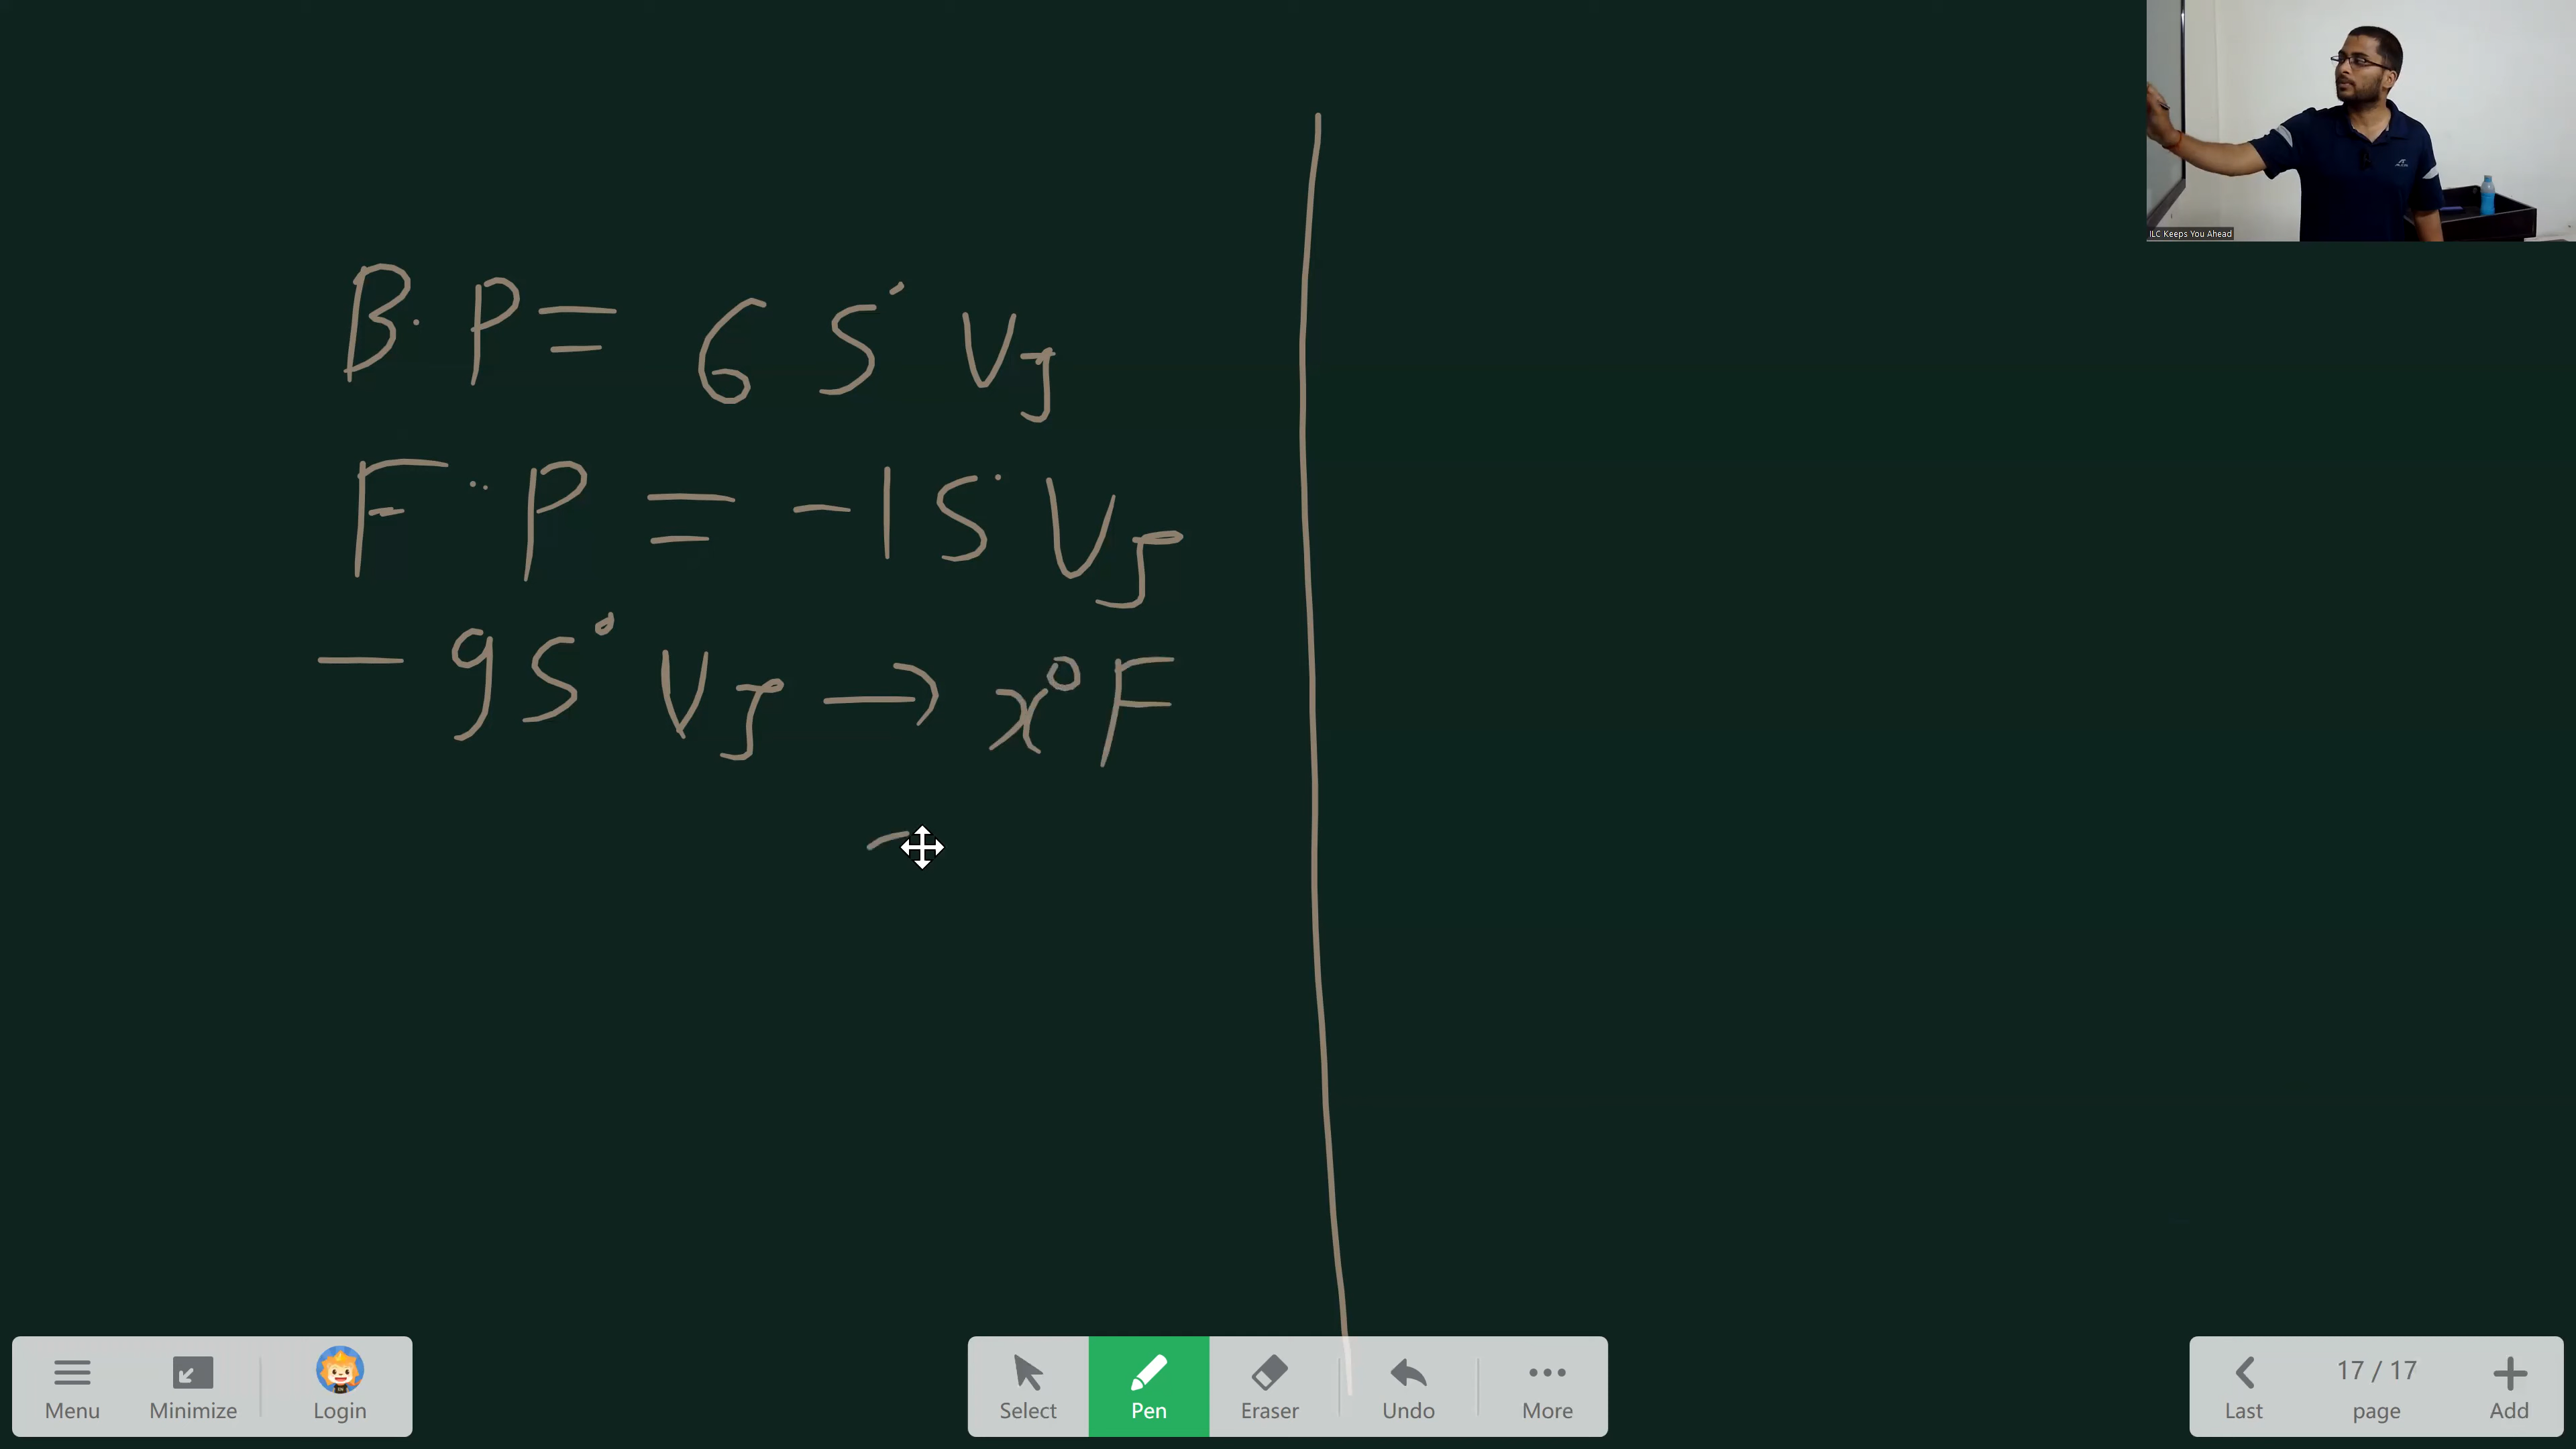 ILC Keeps You Ahead
B.P = 65° VJ
F.P = -15° VJ
-95° VJ → x°F
Menu
Minimize
Login
Select
Pen
Eraser
Undo
More
Last
17 / 17
page
Add